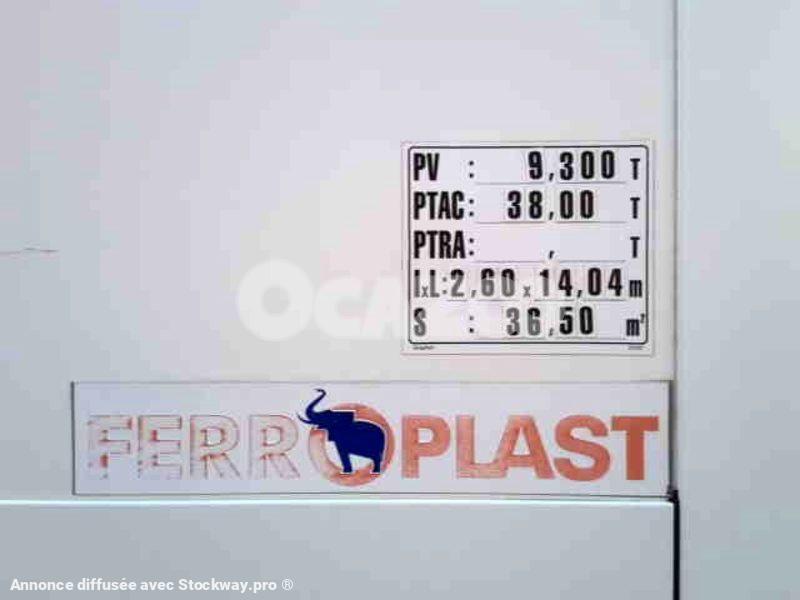 PV : 9,300 T
PTAC: 38,00 T
PTRA: , T
lxL:2,60 x 14,04 m
S : 36,50 m²
FERROPLAST
Annonce diffusée avec Stockway.pro ®